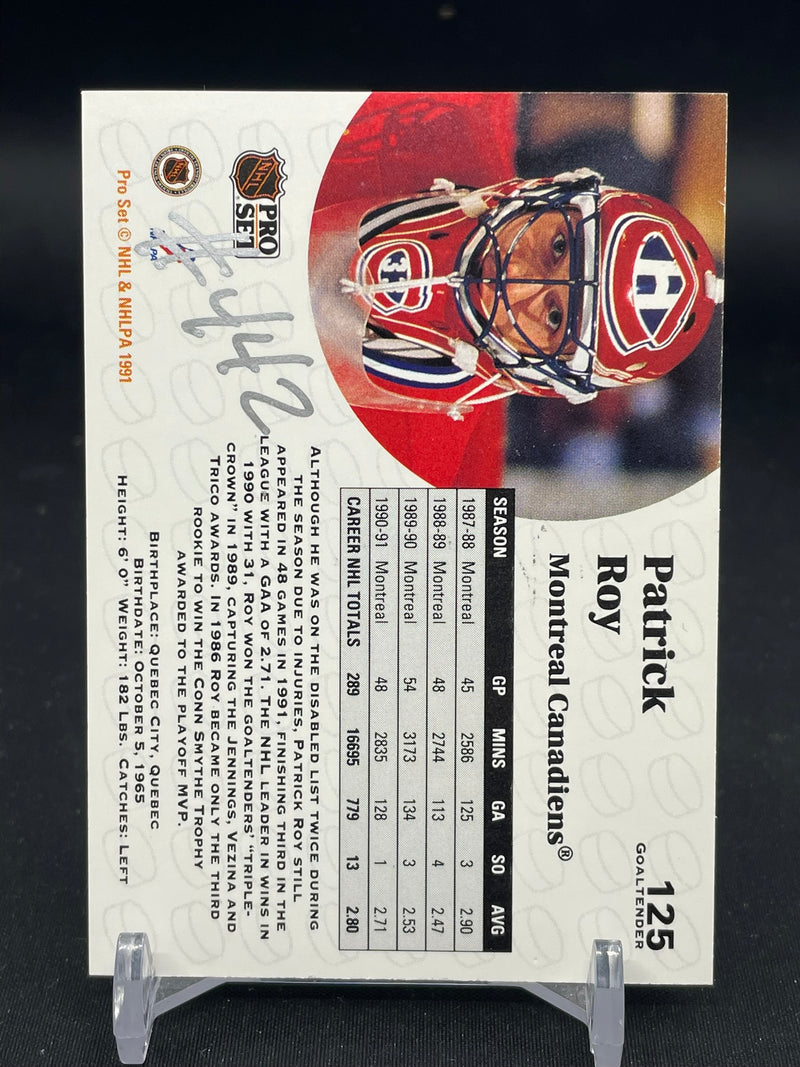 Patrick
Roy
Montreal Canadiens®
125
GOALTENDER
SEASON GP MINS GA SO AVG
1987-88 Montreal 45 2586 125 3 2.90
1988-89 Montreal 48 2744 113 4 2.47
1989-90 Montreal 54 3173 134 3 2.53
1990-91 Montreal 48 2835 128 1 2.71
CAREER NHL TOTALS 289 16695 779 13 2.80
ALTHOUGH HE WAS ON THE DISABLED LIST TWICE DURING
THE SEASON DUE TO INJURIES, PATRICK ROY STILL
APPEARED IN 48 GAMES IN 1991, FINISHING THIRD IN THE
LEAGUE WITH A GAA OF 2.71. THE NHL LEADER IN WINS IN
1990 WITH 31, ROY WON THE GOALTENDERS' "TRIPLE-
CROWN" IN 1989, CAPTURING THE JENNINGS, VEZINA AND
TRICO AWARDS. IN 1986 ROY BECAME ONLY THE THIRD
ROOKIE TO WIN THE CONN SMYTHE TROPHY
AWARDED TO THE PLAYOFF MVP.
BIRTHPLACE: QUEBEC CITY, QUEBEC
BIRTHDATE: OCTOBER 5, 1965
HEIGHT: 6' 0" WEIGHT: 182 LBS. CATCHES: LEFT
H
33
NHL
PRO
SET
#442
NHL
Pro Set © NHL & NHLPA 1991